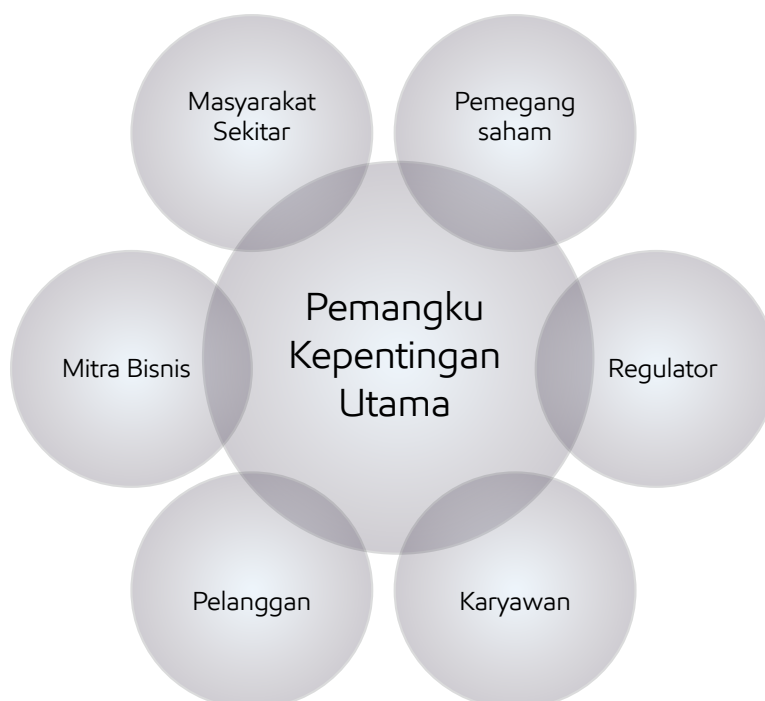 Masyarakat
Sekitar
Pemegang
saham
Pemangku
Kepentingan
Utama
Mitra Bisnis
Regulator
Pelanggan
Karyawan